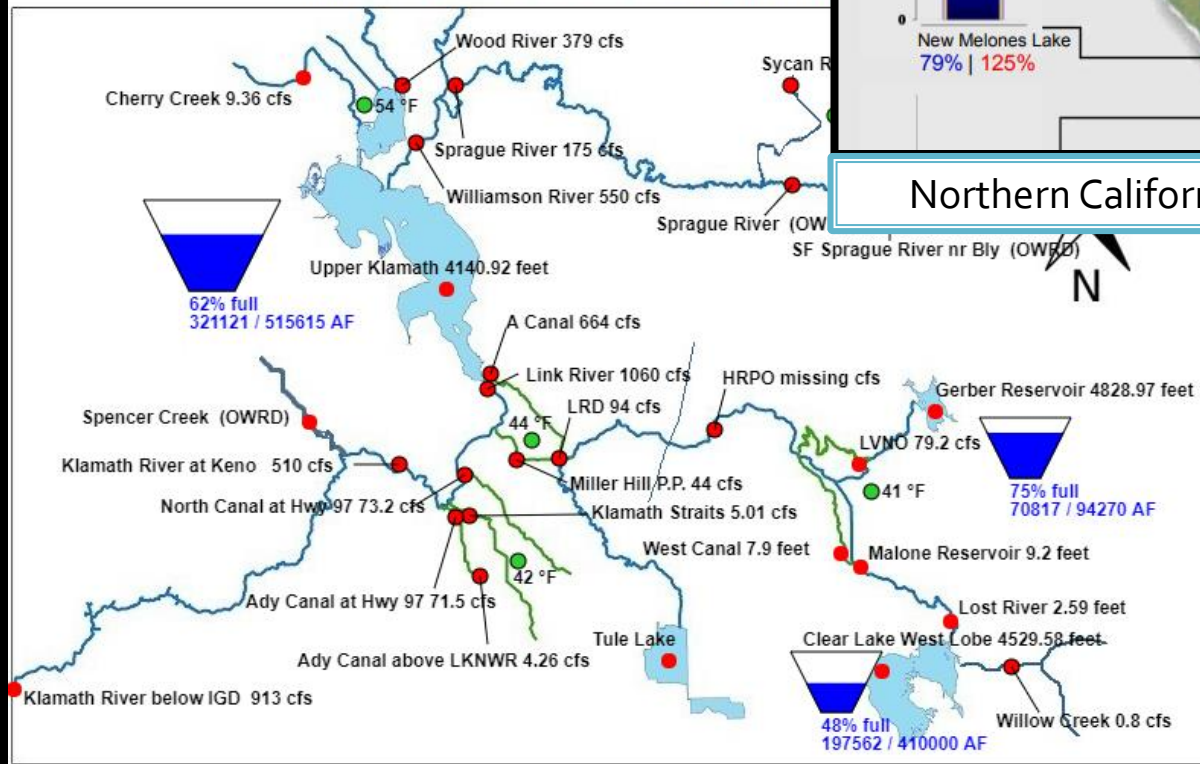 0
New Melones Lake
79% | 125%
Northern Califor
Wood River 379 cfs
Cherry Creek 9.36 cfs
54 °F
Sycan R
Sprague River 175 cfs
Williamson River 550 cfs
Sprague River (OW
SF Sprague River nr Bly (OWRD)
N
Upper Klamath 4140.92 feet
62% full
321121 / 515615 AF
A Canal 664 cfs
Link River 1060 cfs
HRPO missing cfs
Gerber Reservoir 4828.97 feet
LRD 94 cfs
Spencer Creek (OWRD)
44 °F
LVNO 79.2 cfs
Klamath River at Keno 510 cfs
Miller Hill P.P. 44 cfs
41 °F
75% full
70817 / 94270 AF
North Canal at Hwy 97 73.2 cfs
Klamath Straits 5.01 cfs
West Canal 7.9 feet
Malone Reservoir 9.2 feet
42 °F
Ady Canal at Hwy 97 71.5 cfs
Lost River 2.59 feet
Tule Lake
Clear Lake West Lobe 4529.58 feet
Ady Canal above LKNWR 4.26 cfs
Klamath River below IGD 913 cfs
Willow Creek 0.8 cfs
48% full
197562 / 410000 AF